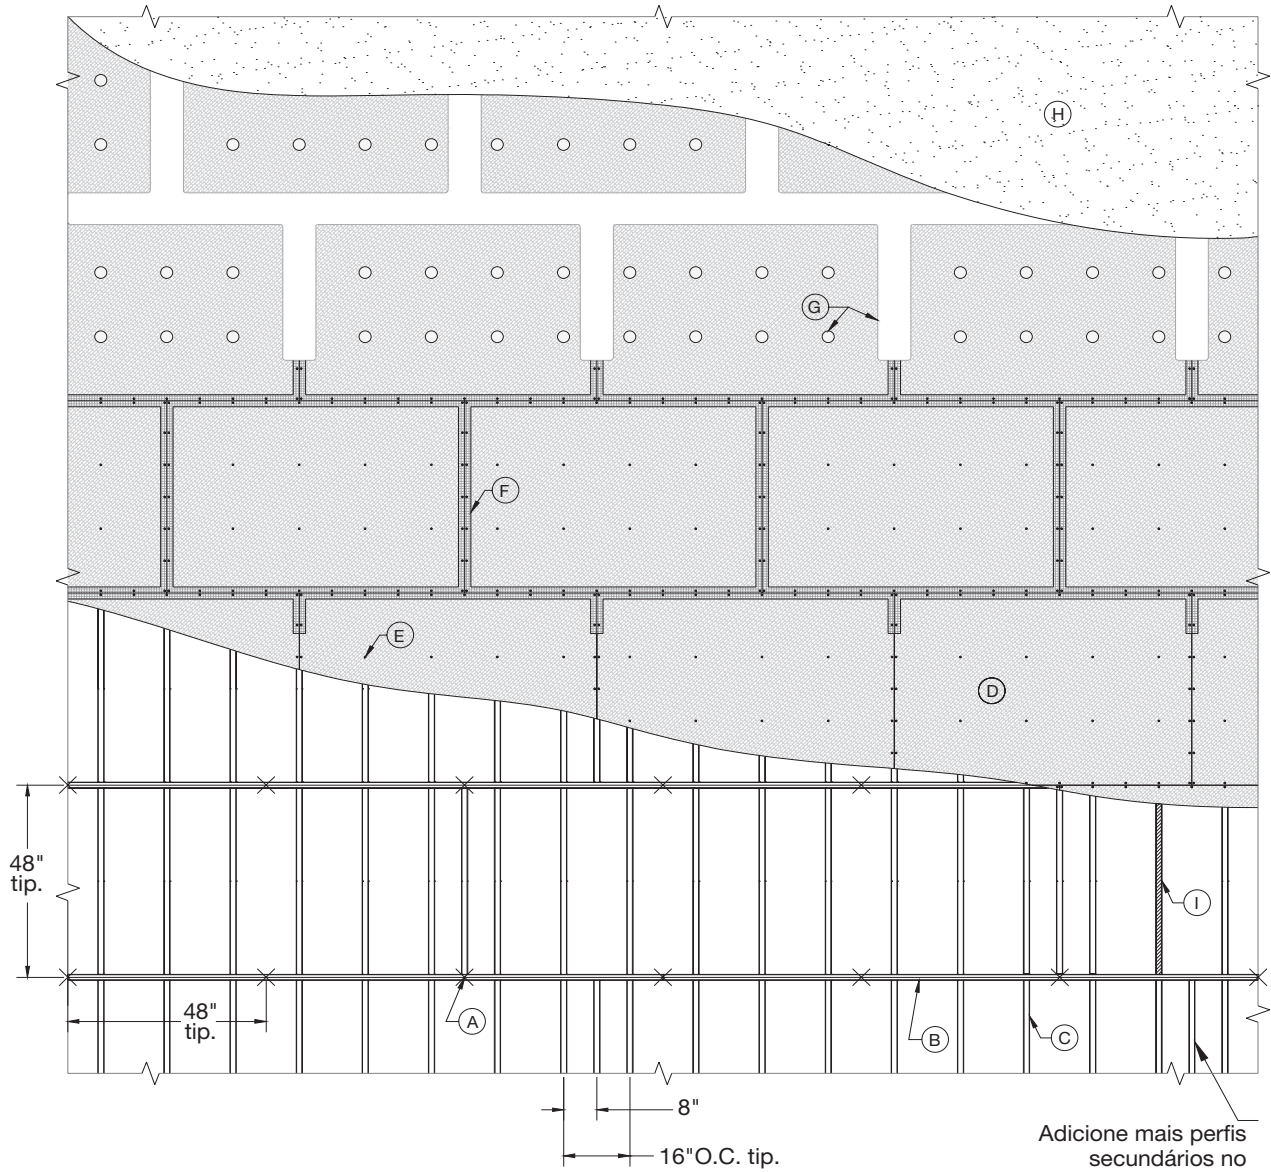 H
G
F
E
D
48"
tip.
I
48"
tip.
A
B
C
8"
16"O.C. tip.
Adicione mais perfis
secundários no